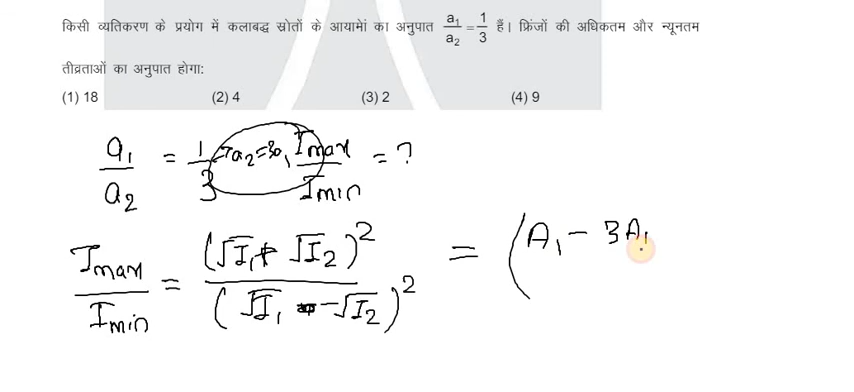 किसी व्यतिकरण के प्रयोग में कलाबद्ध स्रोतों के आयामेां का अनुपात a₁/a₂ = 1/3 हैं। फ्रिंजों की अधिकतम और न्यूनतम
तीव्रताओं का अनुपात होगा:
(1) 18 (2) 4 (3) 2 (4) 9
a₁/a₂ = 1/3 ⇒ a₂=3a₁ Imax/Imin = ?
Imax/Imin = (√I₁ + √I₂)²/(√I₁ - √I₂)² = (A₁ - 3A₁